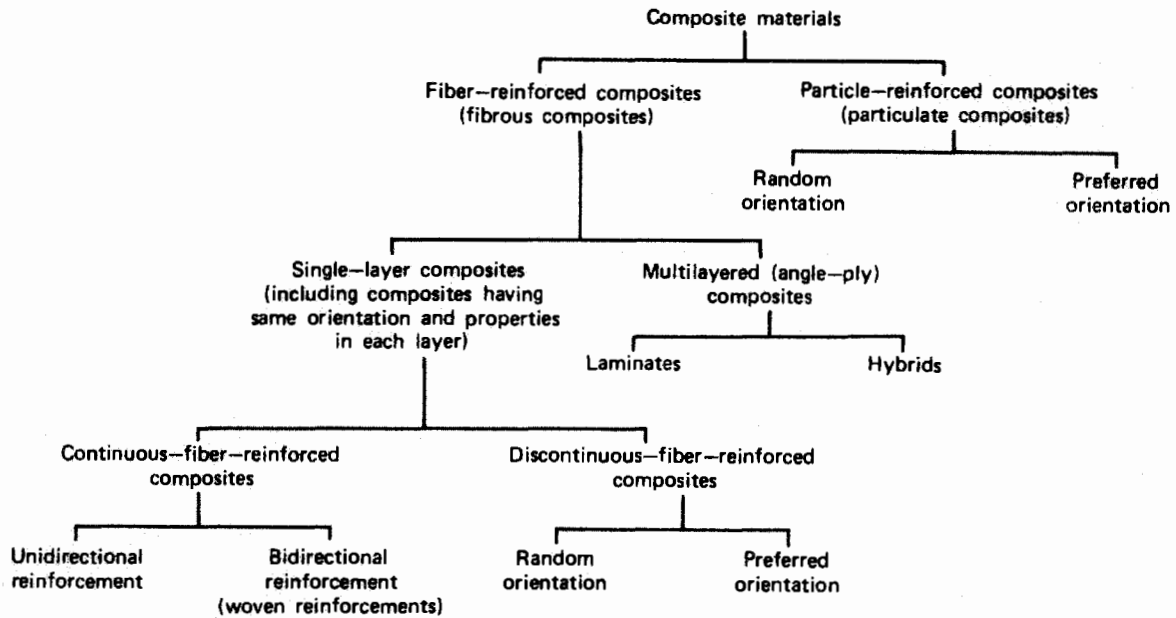 Composite materials
Fiber—reinforced composites
(fibrous composites)
Particle—reinforced composites
(particulate composites)
Random
orientation
Preferred
orientation
Single—layer composites
(including composites having
same orientation and properties
in each layer)
Multilayered (angle—ply)
composites
Laminates
Hybrids
Continuous—fiber—reinforced
composites
Discontinuous—fiber—reinforced
composites
Unidirectional
reinforcement
Bidirectional
reinforcement
(woven reinforcements)
Random
orientation
Preferred
orientation